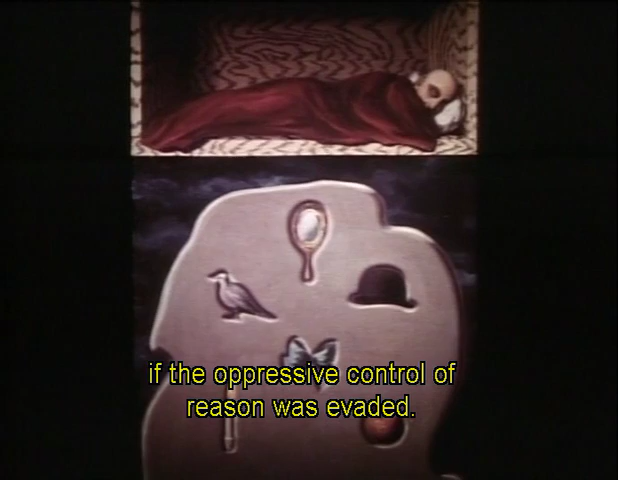 if the oppressive control of
reason was evaded.